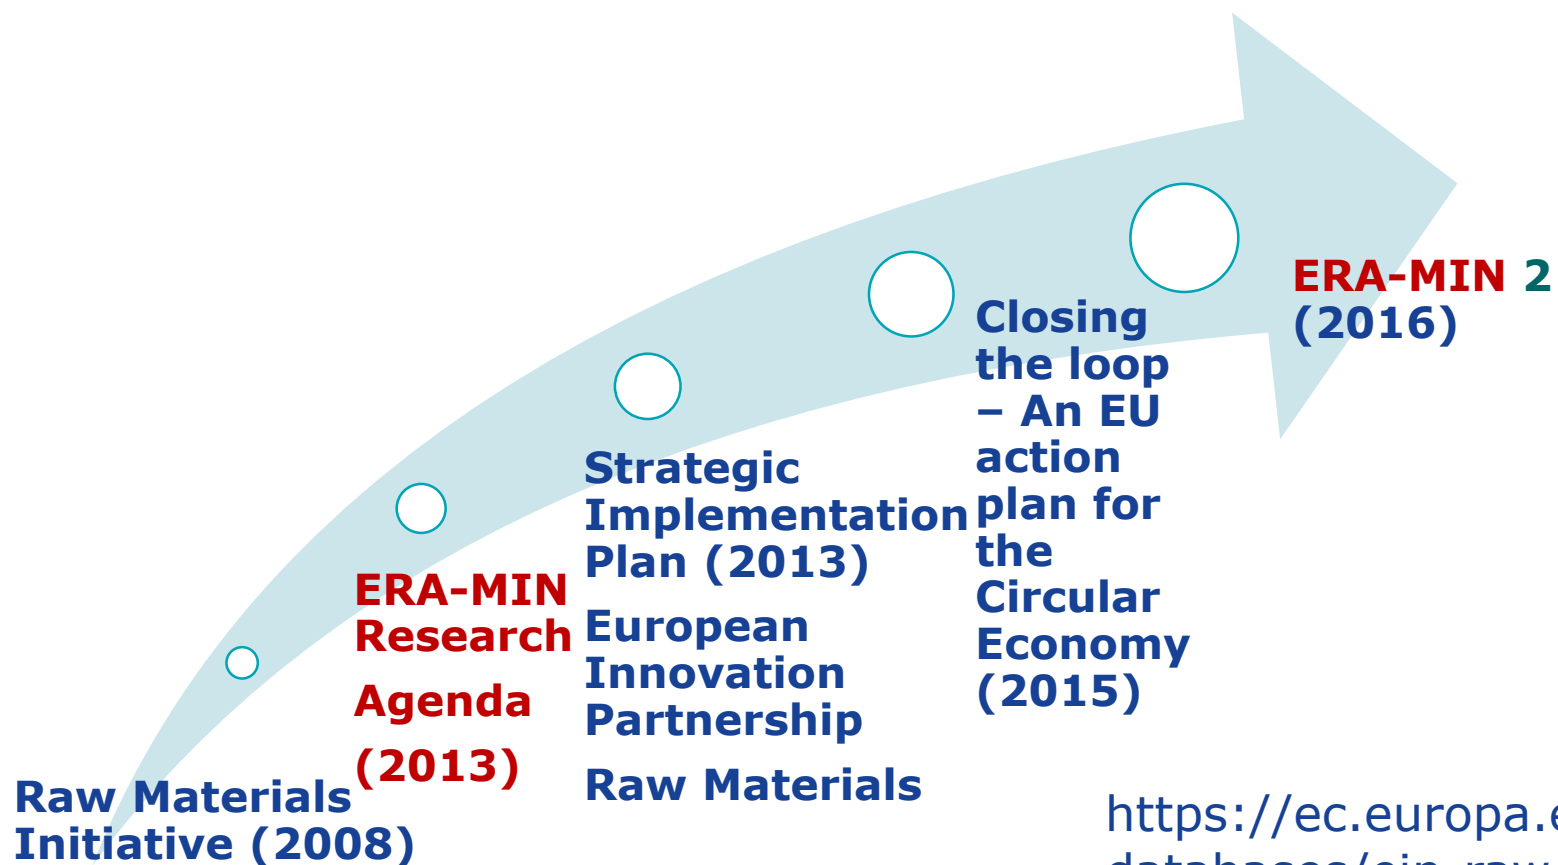 Raw Materials
Initiative (2008)
ERA-MIN
Research
Agenda
(2013)
Strategic
Implementation
Plan (2013)
European
Innovation
Partnership
Raw Materials
Closing
the loop
– An EU
action
plan for
the
Circular
Economy
(2015)
ERA-MIN 2
(2016)
https://ec.europa.e